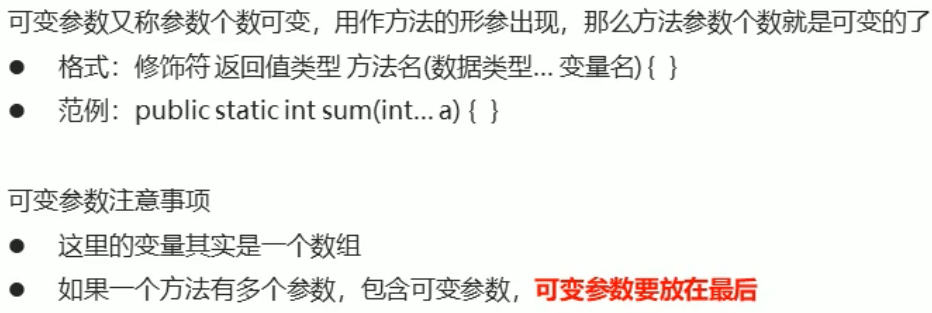 可变参数又称参数个数可变，用作方法的形参出现，那么方法参数个数就是可变的了
● 格式：修饰符 返回值类型 方法名(数据类型... 变量名) { }
● 范例：public static int sum(int... a) { }
可变参数注意事项
● 这里的变量其实是一个数组
● 如果一个方法有多个参数，包含可变参数，可变参数要放在最后